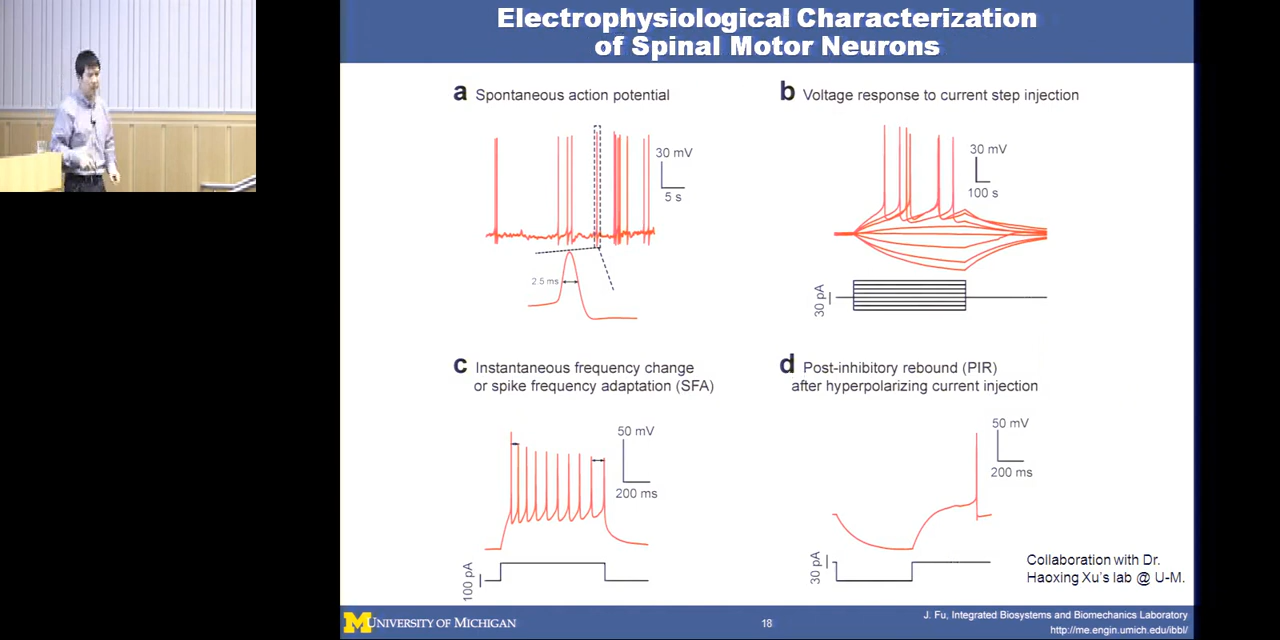 Electrophysiological Characterization
of Spinal Motor Neurons
a Spontaneous action potential
30 mV
5 s
2.5 ms
b Voltage response to current step injection
30 mV
100 s
30 pA
c Instantaneous frequency change
or spike frequency adaptation (SFA)
50 mV
200 ms
100 pA
d Post-inhibitory rebound (PIR)
after hyperpolarizing current injection
50 mV
200 ms
30 pA
Collaboration with Dr.
Haoxing Xu's lab @ U-M.
M UNIVERSITY OF MICHIGAN
18
J. Fu, Integrated Biosystems and Biomechanics Laboratory
http://me.engin.umich.edu/ibbl/